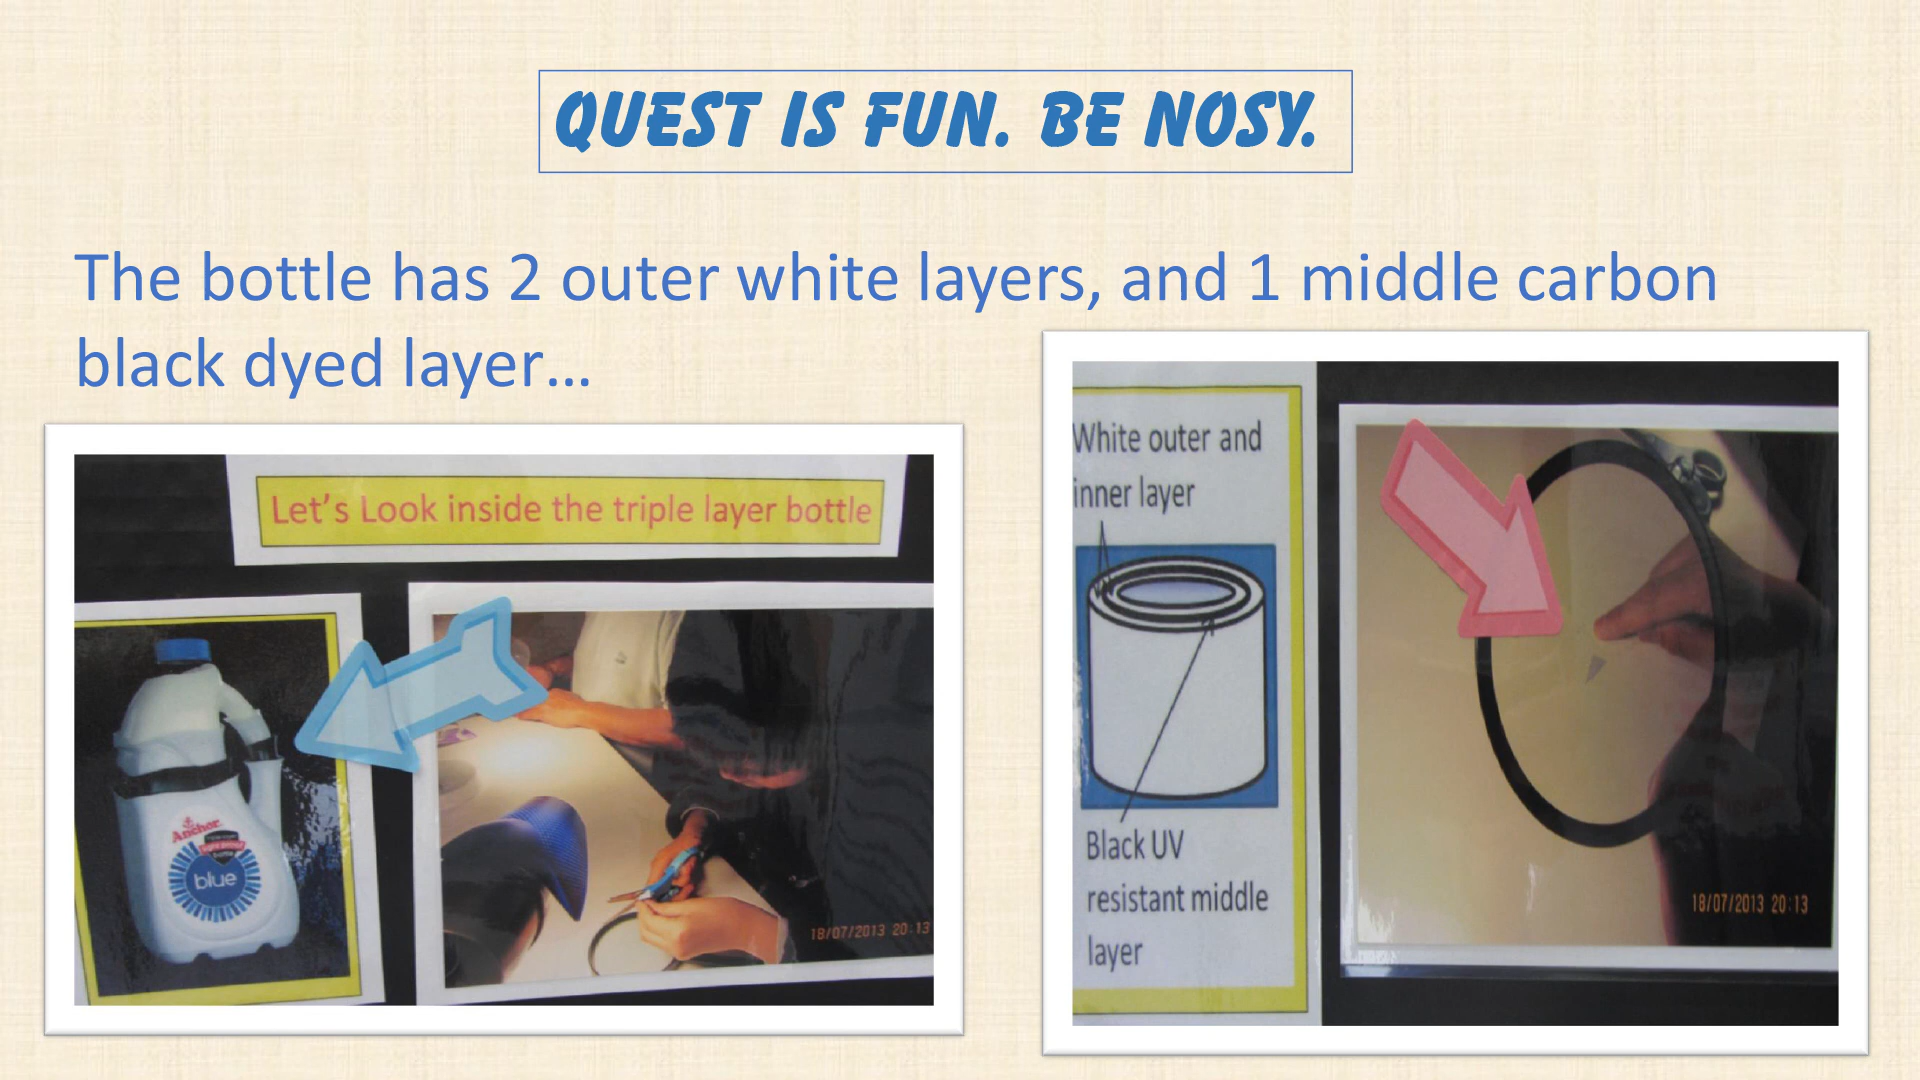 QUEST IS FUN. BE NOSY.
The bottle has 2 outer white layers, and 1 middle carbon
black dyed layer…
Let's Look inside the triple layer bottle
Anchor
blue
18/07/2013 20:13
White outer and
inner layer
Black UV
resistant middle
layer
18/07/2013 20:13